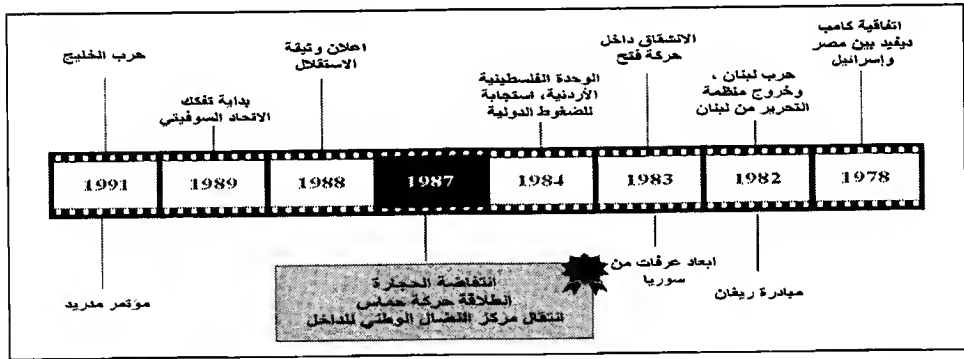 اتفاقية كامب
ديفيد بين مصر
وإسرائيل
حرب لبنان ،
وخروج منظمة
التحرير من لبنان
الانشقاق داخل
حركة فتح
الوحدة الفلسطينية
الأردنية، استجابة
للضغوط الدولية
اعلان وثيقة
الاستقلال
بداية تفكك
الاتحاد السوفيتي
حرب الخليج
1978
1982
1983
1984
1987
1988
1989
1991
مبادرة ريغان
ابعاد عرفات من
سوريا
انتفاضة الحجارة
انطلاقة حركة حماس
انتقال مركز النضال الوطني للداخل
مؤتمر مدريد